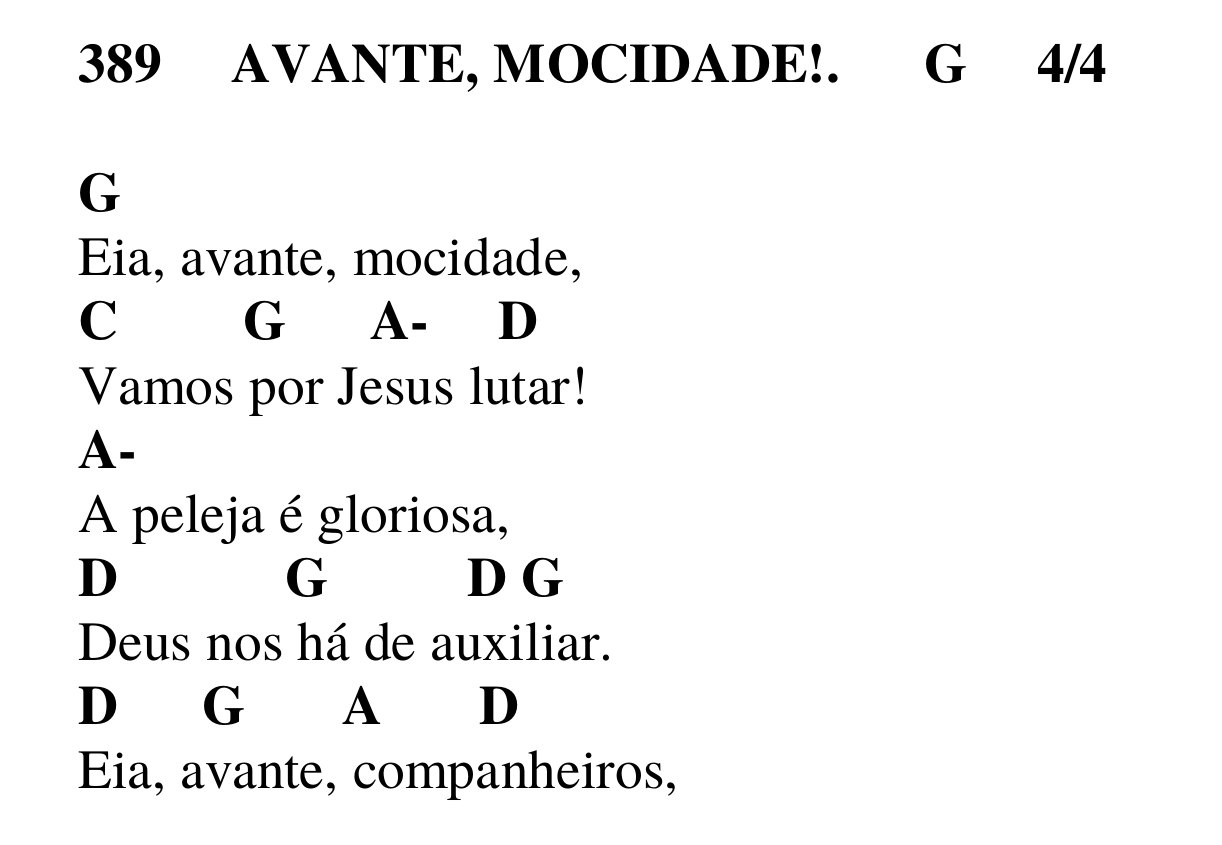 389 AVANTE, MOCIDADE!. G 4/4
G
Eia, avante, mocidade,
C G A- D
Vamos por Jesus lutar!
A-
A peleja é gloriosa,
D G D G
Deus nos há de auxiliar.
D G A D
Eia, avante, companheiros,